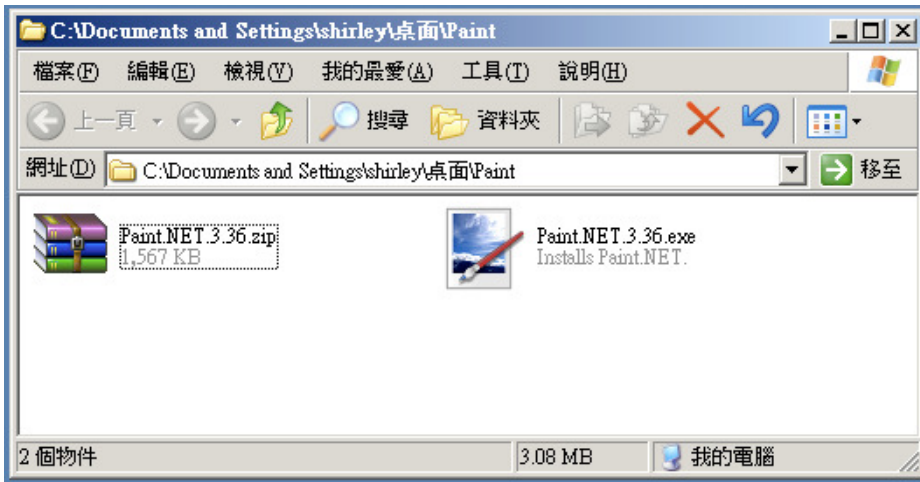 C:\Documents and Settings\shirley\桌面\Paint
檔案(F) 編輯(E) 檢視(V) 我的最愛(A) 工具(T) 說明(H)
上一頁 搜尋 資料夾
網址(D) C:\Documents and Settings\shirley\桌面\Paint 移至
Paint.NET.3.36.zip
1,567 KB
Paint.NET.3.36.exe
Installs Paint.NET.
2 個物件 3.08 MB 我的電腦